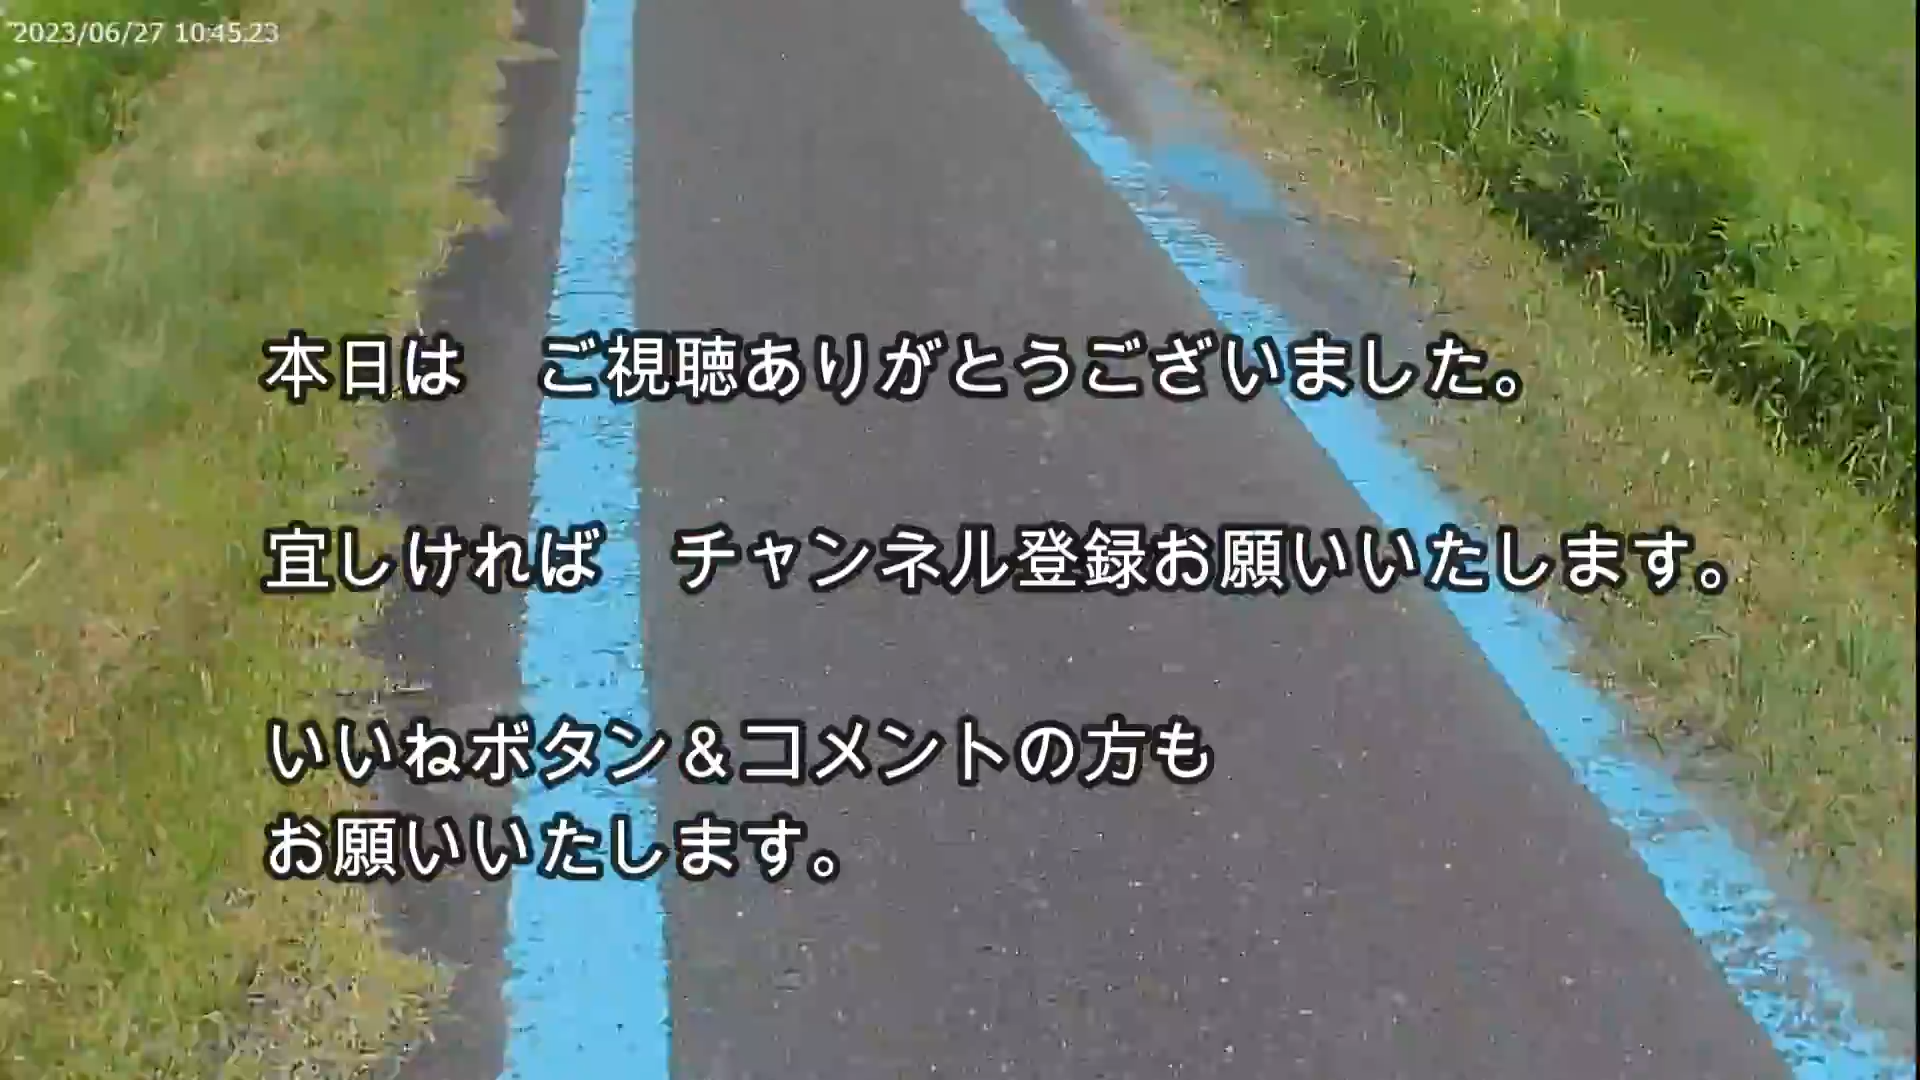 2023/06/27 10:45:23
本日は　ご視聴ありがとうございました。
宜しければ　チャンネル登録お願いいたします。
いいねボタン＆コメントの方も
お願いいたします。